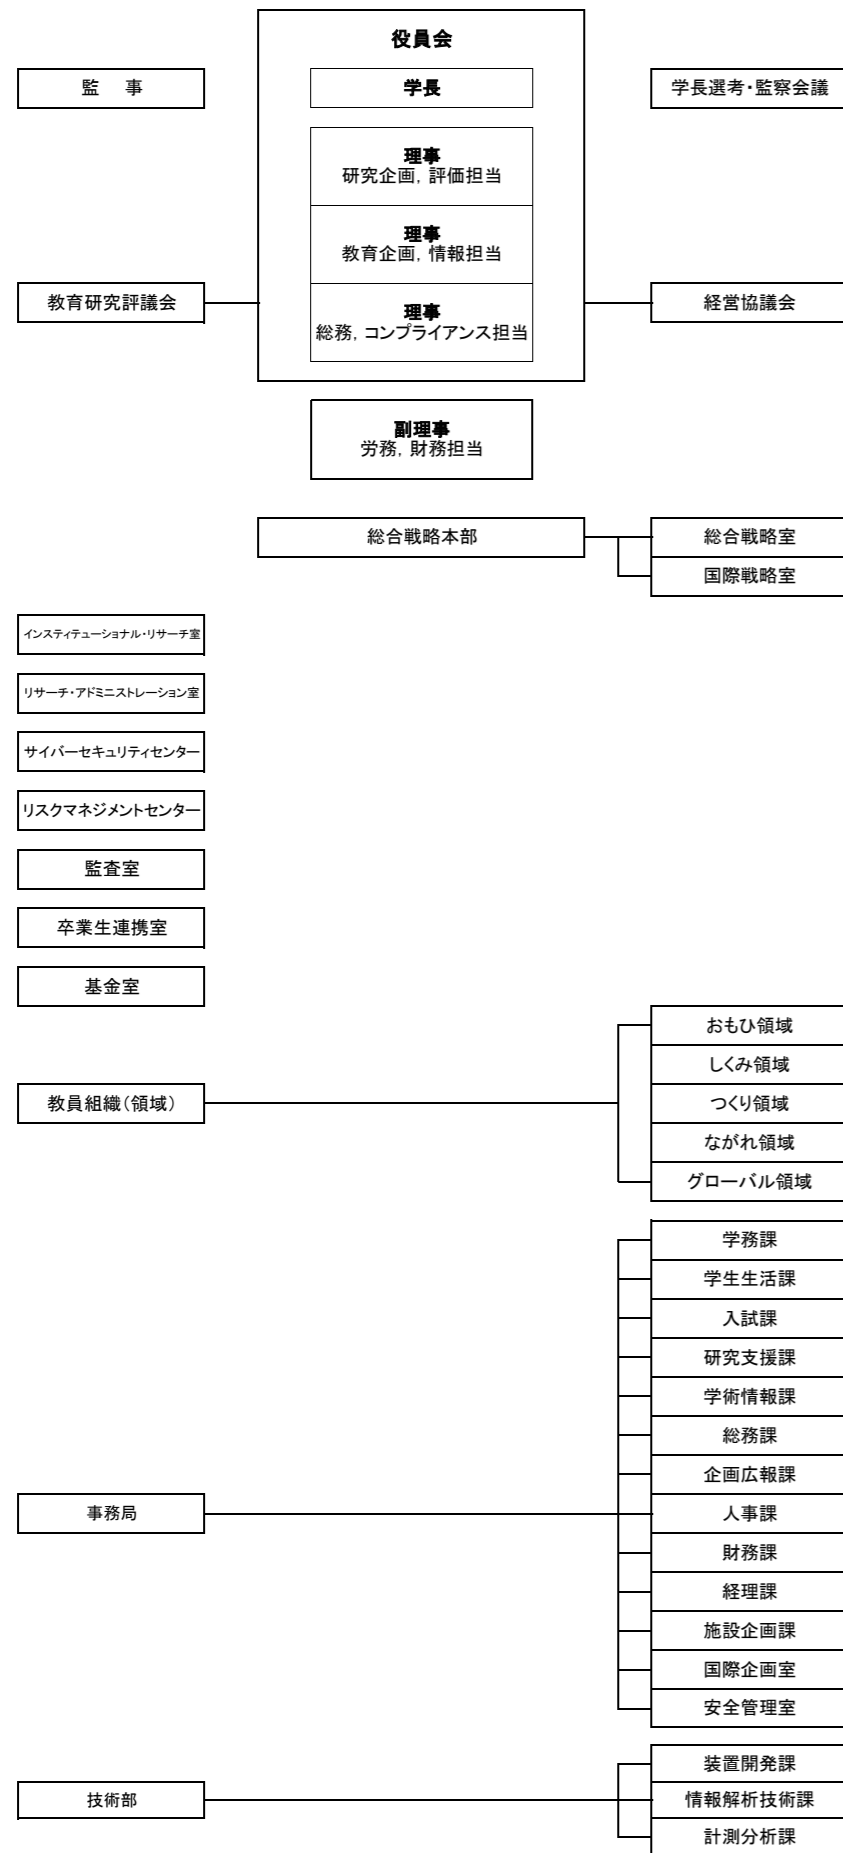 役員会
監　事
学長
学長選考・監察会議
理事
研究企画, 評価担当
理事
教育企画, 情報担当
教育研究評議会
理事
総務, コンプライアンス担当
経営協議会
副理事
労務, 財務担当
総合戦略本部
総合戦略室
国際戦略室
インスティテューショナル・リサーチ室
リサーチ・アドミニストレーション室
サイバーセキュリティセンター
リスクマネジメントセンター
監査室
卒業生連携室
基金室
教員組織（領域）
おもひ領域
しくみ領域
つくり領域
ながれ領域
グローバル領域
事務局
学務課
学生生活課
入試課
研究支援課
学術情報課
総務課
企画広報課
人事課
財務課
経理課
施設企画課
国際企画室
安全管理室
技術部
装置開発課
情報解析技術課
計測分析課